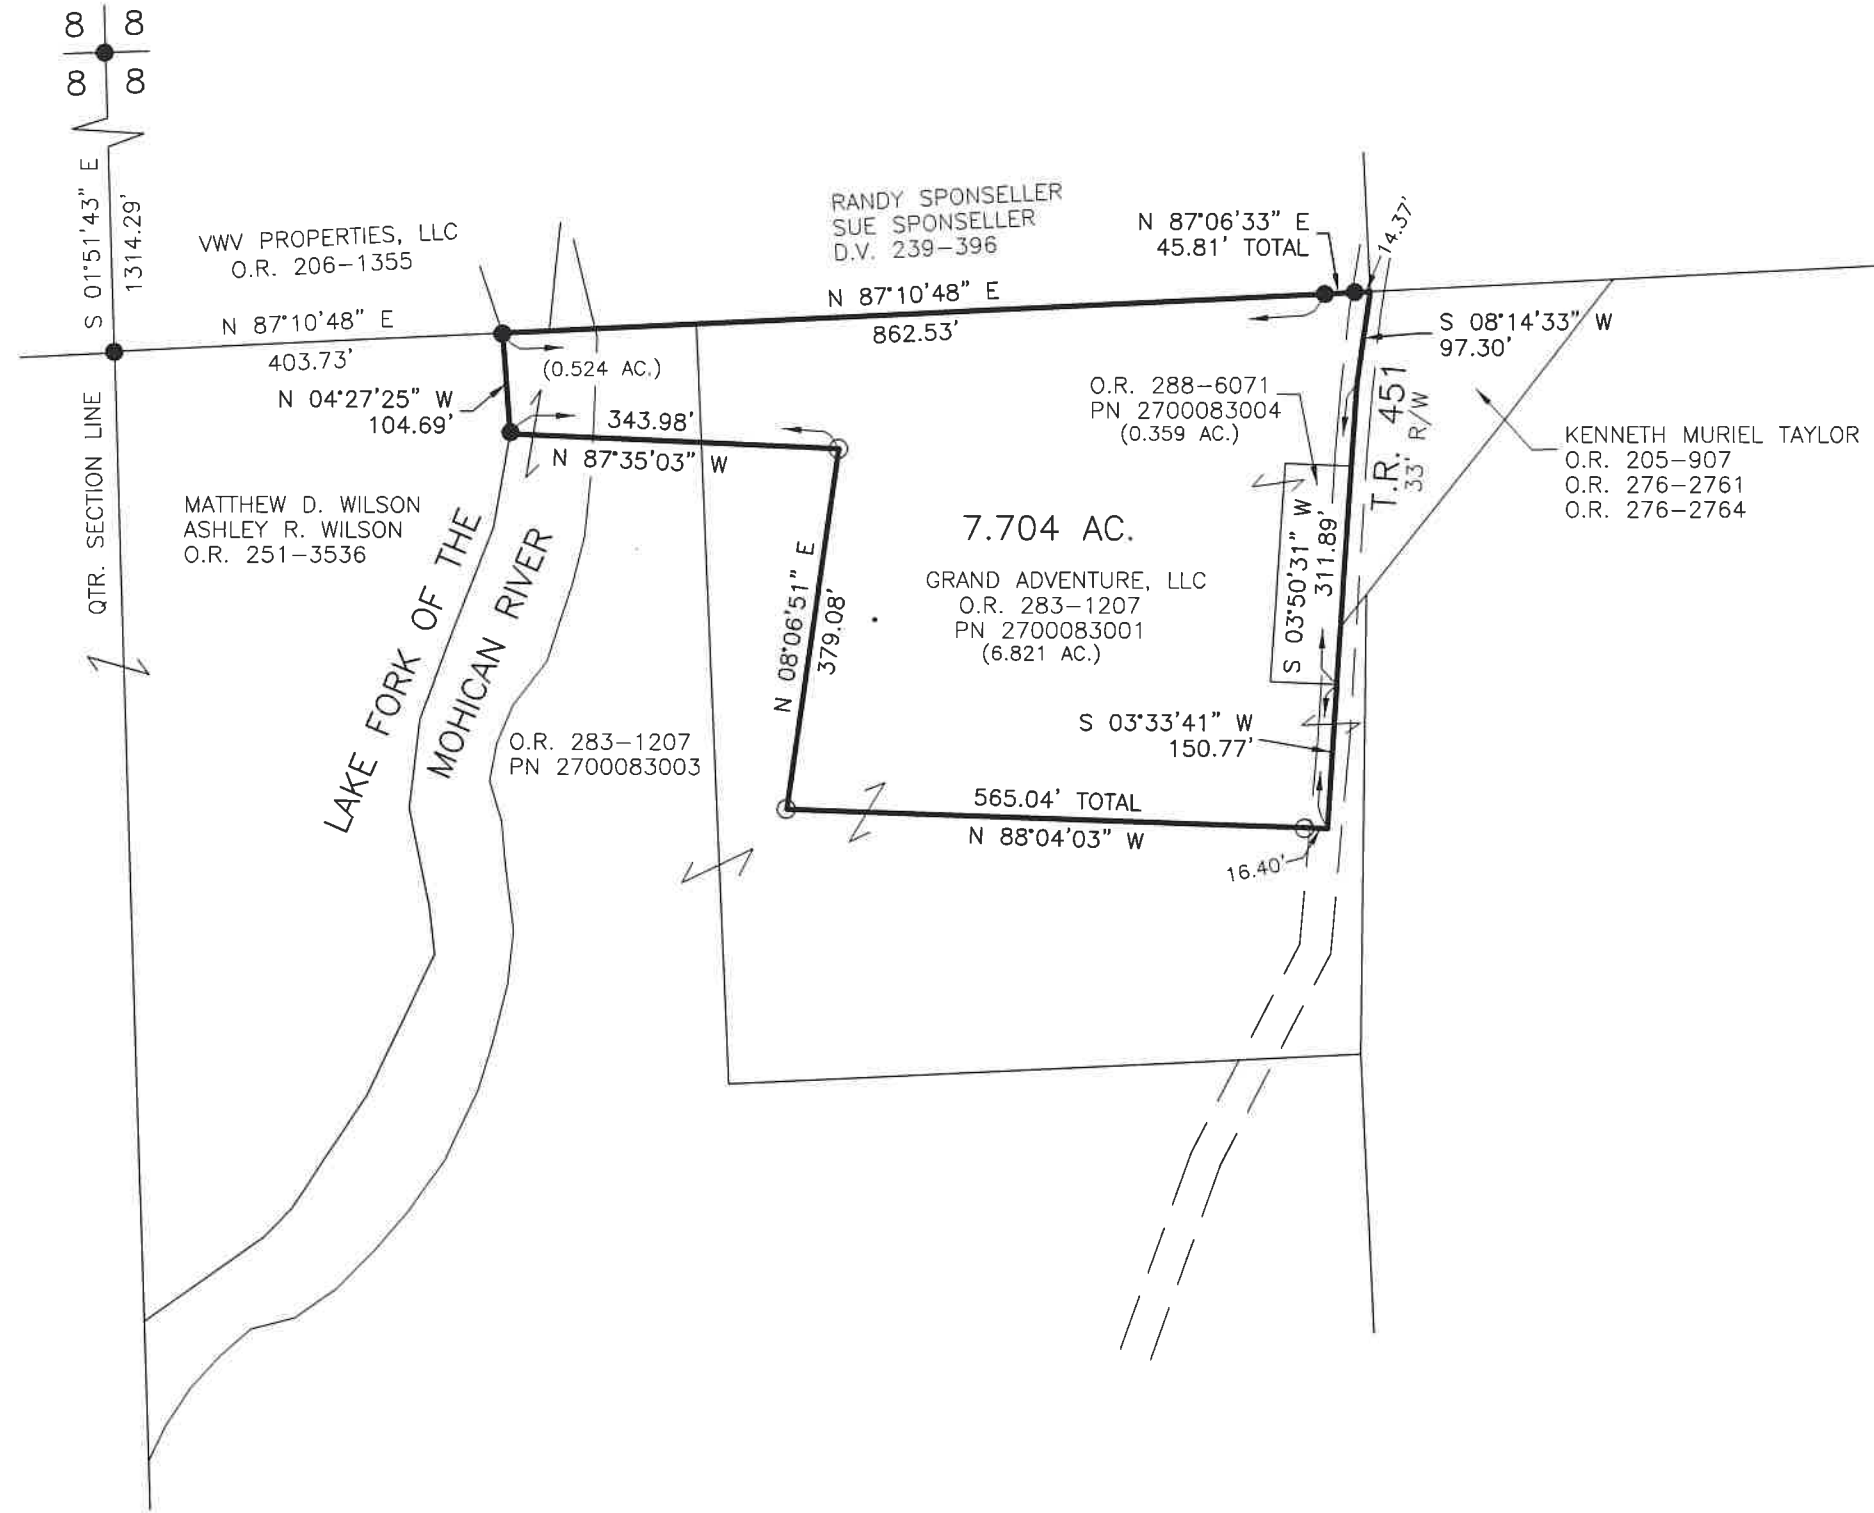 8 8
8 8
S 01°51'43" E
1314.29'
VWV PROPERTIES, LLC
O.R. 206-1355
RANDY SPONSELLER
SUE SPONSELLER
D.V. 239-396
N 87°06'33" E
45.81' TOTAL
14.37'
N 87°10'48" E
403.73'
N 87°10'48" E
862.53'
S 08°14'33" W
97.30'
(0.524 AC.)
N 04°27'25" W
104.69'
343.98'
N 87°35'03" W
O.R. 288-6071
PN 2700083004
(0.359 AC.)
T.R. 451
33' R/W
KENNETH MURIEL TAYLOR
O.R. 205-907
O.R. 276-2761
O.R. 276-2764
QTR. SECTION LINE
MATTHEW D. WILSON
ASHLEY R. WILSON
O.R. 251-3536
LAKE FORK OF THE
MOHICAN RIVER
7.704 AC.
GRAND ADVENTURE, LLC
O.R. 283-1207
PN 2700083001
(6.821 AC.)
N 08°06'51" E
379.08'
S 03°50'31" W
311.89'
S 03°33'41" W
150.77'
O.R. 283-1207
PN 2700083003
565.04' TOTAL
N 88°04'03" W
16.40'